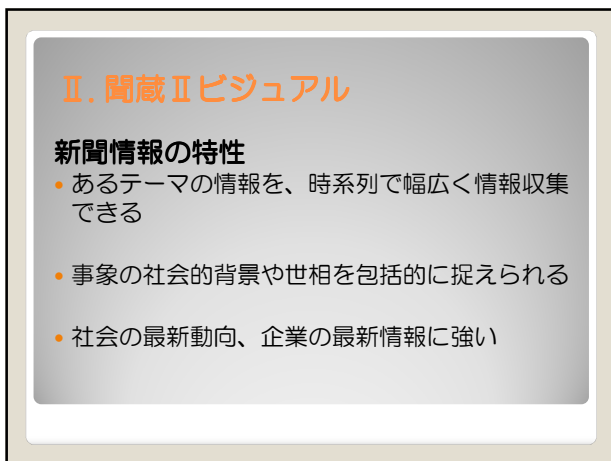 Ⅱ. 聞蔵Ⅱビジュアル
新聞情報の特性
• あるテーマの情報を、時系列で幅広く情報収集
できる
• 事象の社会的背景や世相を包括的に捉えられる
• 社会の最新動向、企業の最新情報に強い